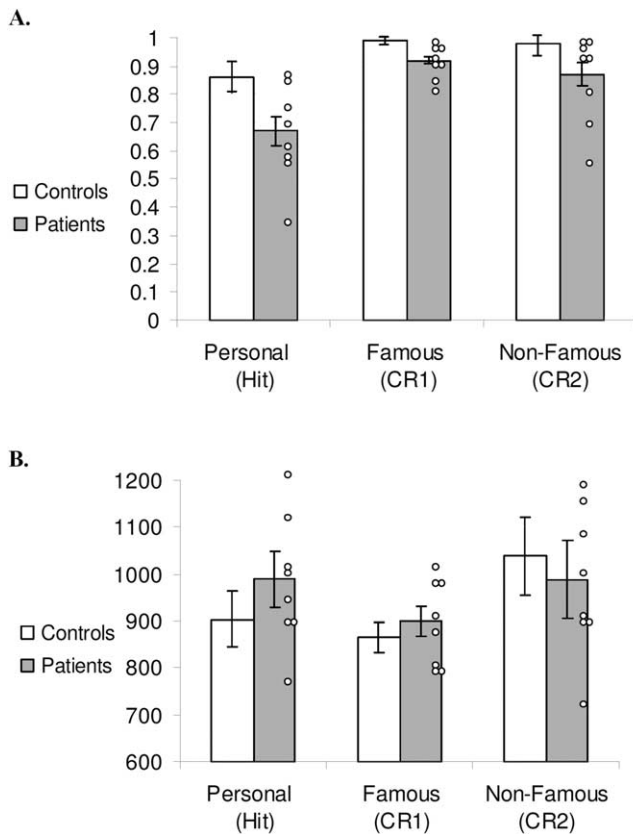 A.
1
0.9
0.8
0.7
0.6
0.5
0.4
0.3
0.2
0.1
0
Controls
Patients
Personal (Hit)
Famous (CR1)
Non-Famous (CR2)
B.
1200
1100
1000
900
800
700
600
Controls
Patients
Personal (Hit)
Famous (CR1)
Non-Famous (CR2)